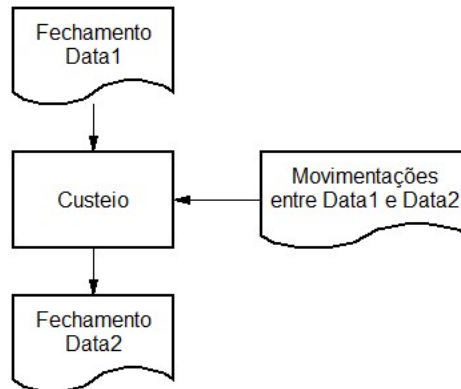 Fechamento
Data1
Custeio
Movimentações
entre Data1 e Data2
Fechamento
Data2